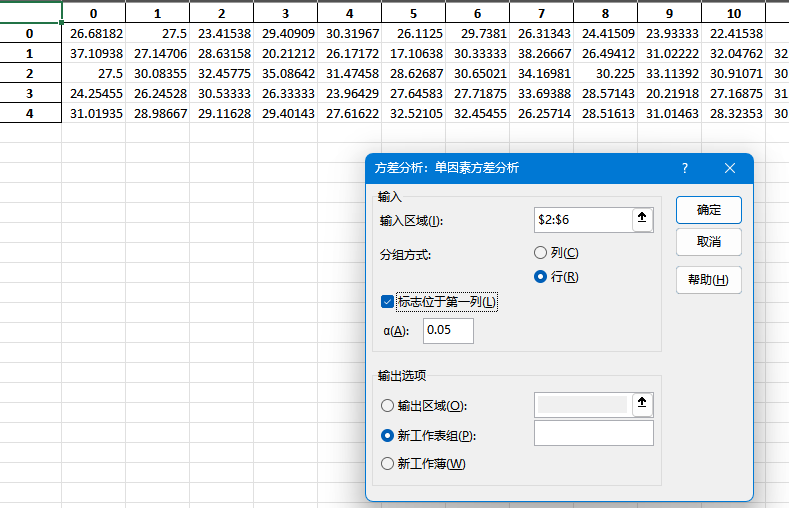 0 1 2 3 4 5 6 7 8 9 10
0 26.68182 27.5 23.41538 29.40909 30.31967 26.1125 29.7381 26.31343 24.41509 23.93333 22.41538
1 37.10938 27.14706 28.63158 20.21212 26.17172 17.10638 30.33333 38.26667 26.49412 31.02222 32.04762 32
2 27.5 30.08355 32.45775 35.08642 31.47458 28.62687 30.65021 34.16981 30.225 33.11392 30.91071 30
3 24.25455 26.24528 30.53333 26.33333 23.96429 27.64583 27.71875 33.69388 28.57143 20.21918 27.16875 31
4 31.01935 28.98667 29.11628 29.40143 27.61622 32.52105 32.45455 26.25714 28.51613 31.01463 28.32353 30
方差分析：单因素方差分析 ?
输入
输入区域(I): $2:$6
分组方式: 列(C)
行(R)
标志位于第一列(L)
α(A): 0.05
确定
取消
帮助(H)
输出选项
输出区域(O):
新工作表组(P):
新工作薄(W)